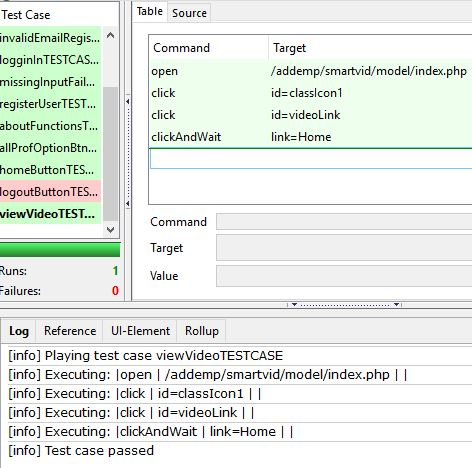 Test Case
Table Source
invalidEmailRegis...
logginInTESTCAS...
missingInputFail...
registerUserTEST...
aboutFunctionsT...
allProfOptionBtn...
homeButtonTES...
logoutButtonTES...
viewVideoTEST...
Runs: 1
Failures: 0
Command Target
open /addemp/smartvid/model/index.php
click id=classIcon1
click id=videoLink
clickAndWait link=Home
Command
Target
Value
Log Reference UI-Element Rollup
[info] Playing test case viewVideoTESTCASE
[info] Executing: |open | /addemp/smartvid/model/index.php | |
[info] Executing: |click | id=classIcon1 | |
[info] Executing: |click | id=videoLink | |
[info] Executing: |clickAndWait | link=Home | |
[info] Test case passed